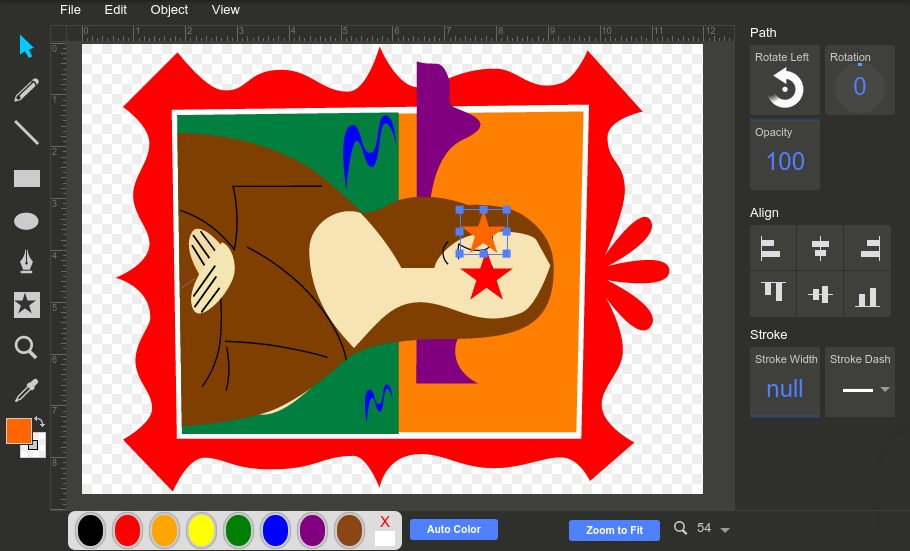 File Edit Object View
0 1 2 3 4 5 6 7 8 9 10 11 12
0
1
2
3
4
5
6
7
8
Path
Rotate Left Rotation
0
Opacity
100
Align
Stroke
Stroke Width Stroke Dash
null
X
Auto Color Zoom to Fit 54